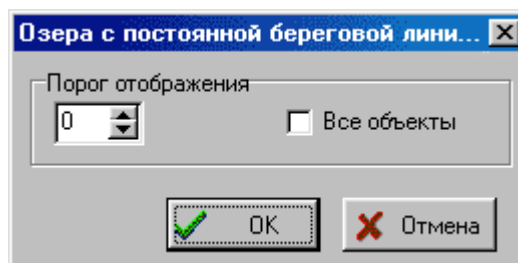 Озера с постоянной береговой лини...
Порог отображения
0
Все объекты
OK
Отмена